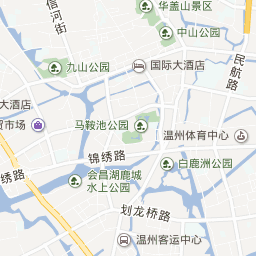 信河街
华盖山景区
中山公园
九山公园
国际大酒店
民航路
大酒店
贸市场
马鞍池公园
温州体育中心
锦绣路
白鹿洲公园
绣路
会昌湖鹿城
水上公园
划龙桥路
温州客运中心